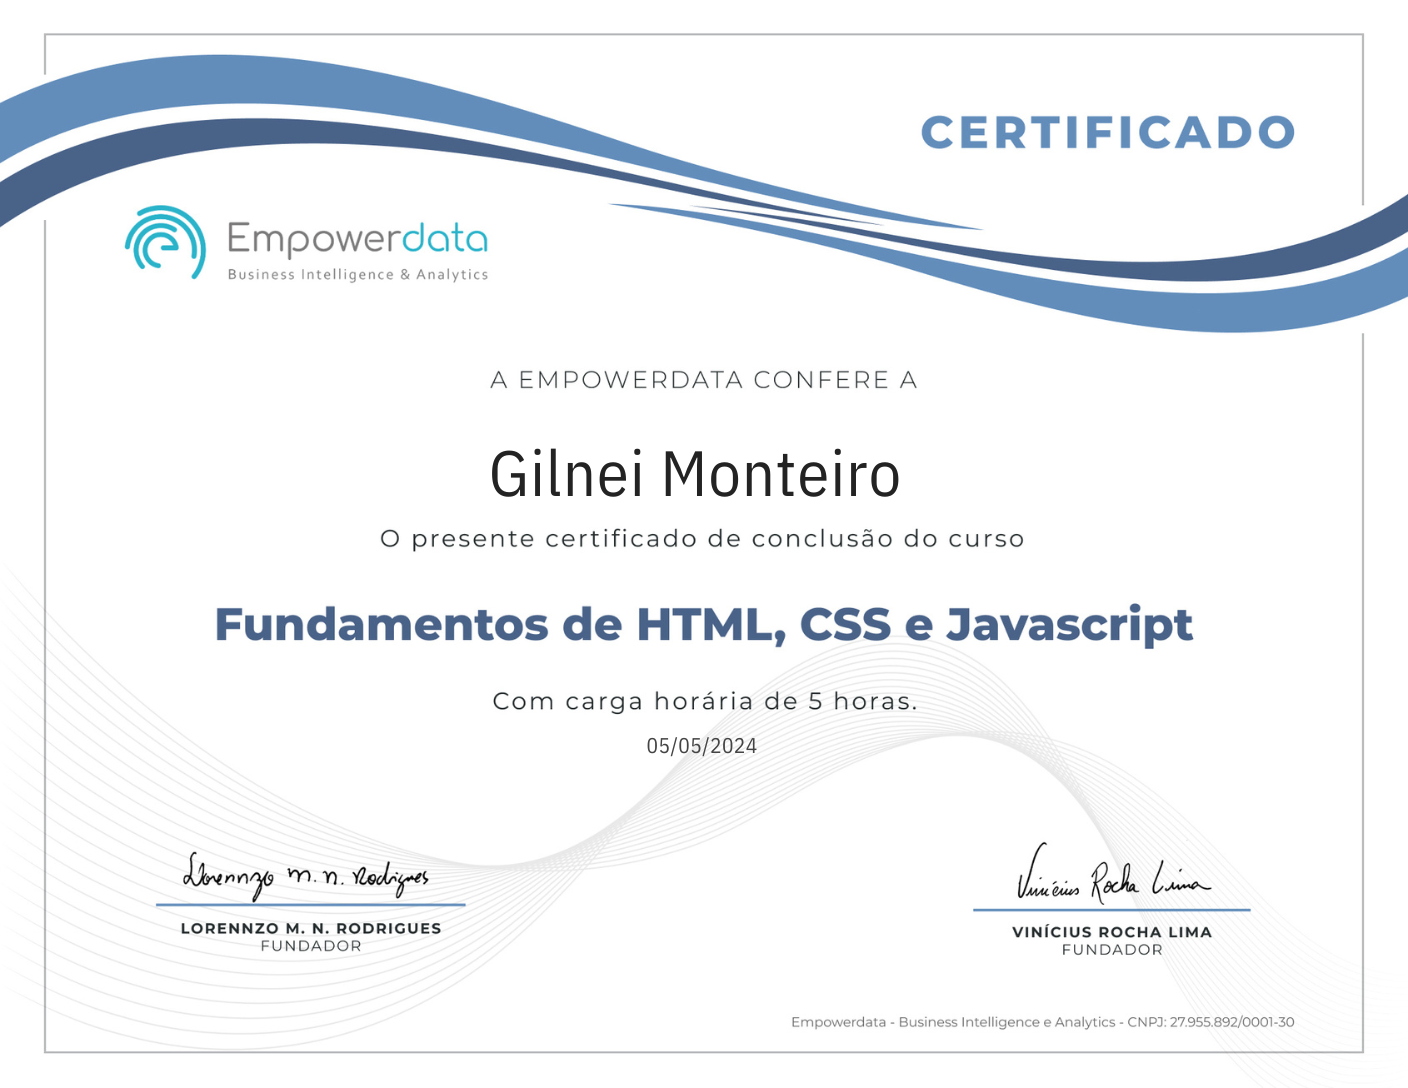 CERTIFICADO
Empowerdata
Business Intelligence & Analytics
A EMPOWERDATA CONFERE A
Gilnei Monteiro
O presente certificado de conclusão do curso
Fundamentos de HTML, CSS e Javascript
Com carga horária de 5 horas.
05/05/2024
Lorennzo M. N. Rodrigues
LORENNZO M. N. RODRIGUES
FUNDADOR
Vinícius Rocha Lima
VINÍCIUS ROCHA LIMA
FUNDADOR
Empowerdata - Business Intelligence e Analytics - CNPJ: 27.955.892/0001-30